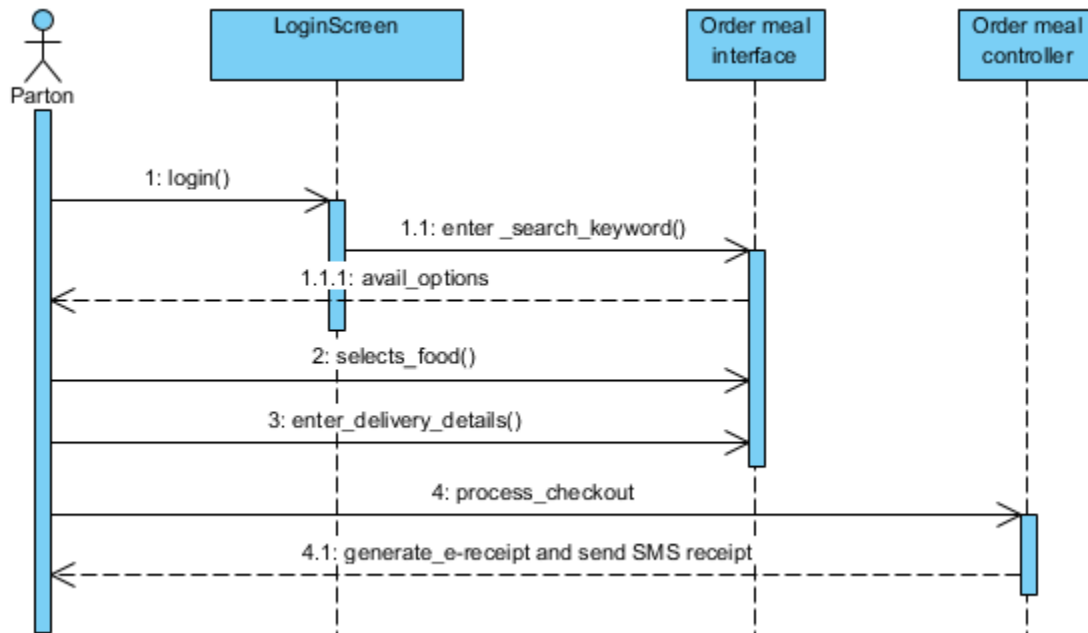 LoginScreen
Order meal
interface
Order meal
controller
Parton
1: login()
1.1: enter _search_keyword()
1.1.1: avail_options
2: selects_food()
3: enter_delivery_details()
4: process_checkout
4.1: generate_e-receipt and send SMS receipt